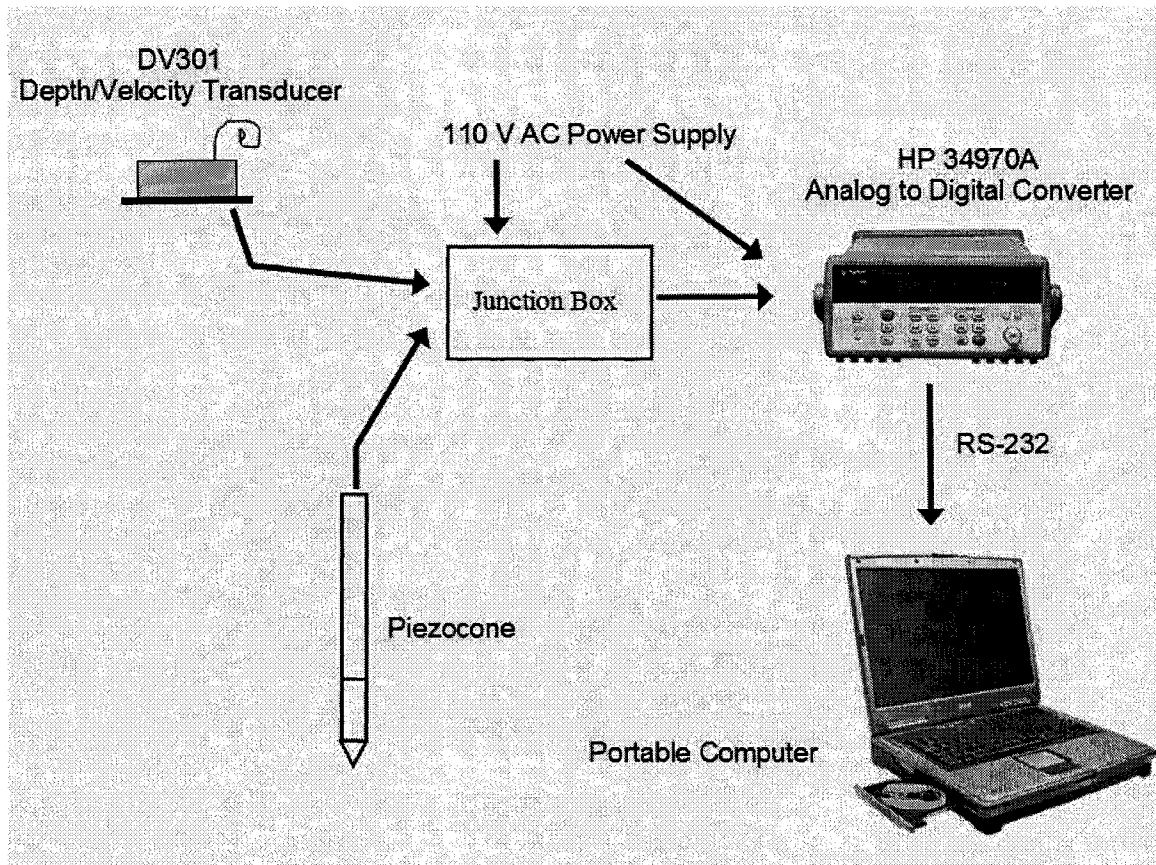 DV301
Depth/Velocity Transducer
110 V AC Power Supply
HP 34970A
Analog to Digital Converter
Junction Box
RS-232
Piezocone
Portable Computer